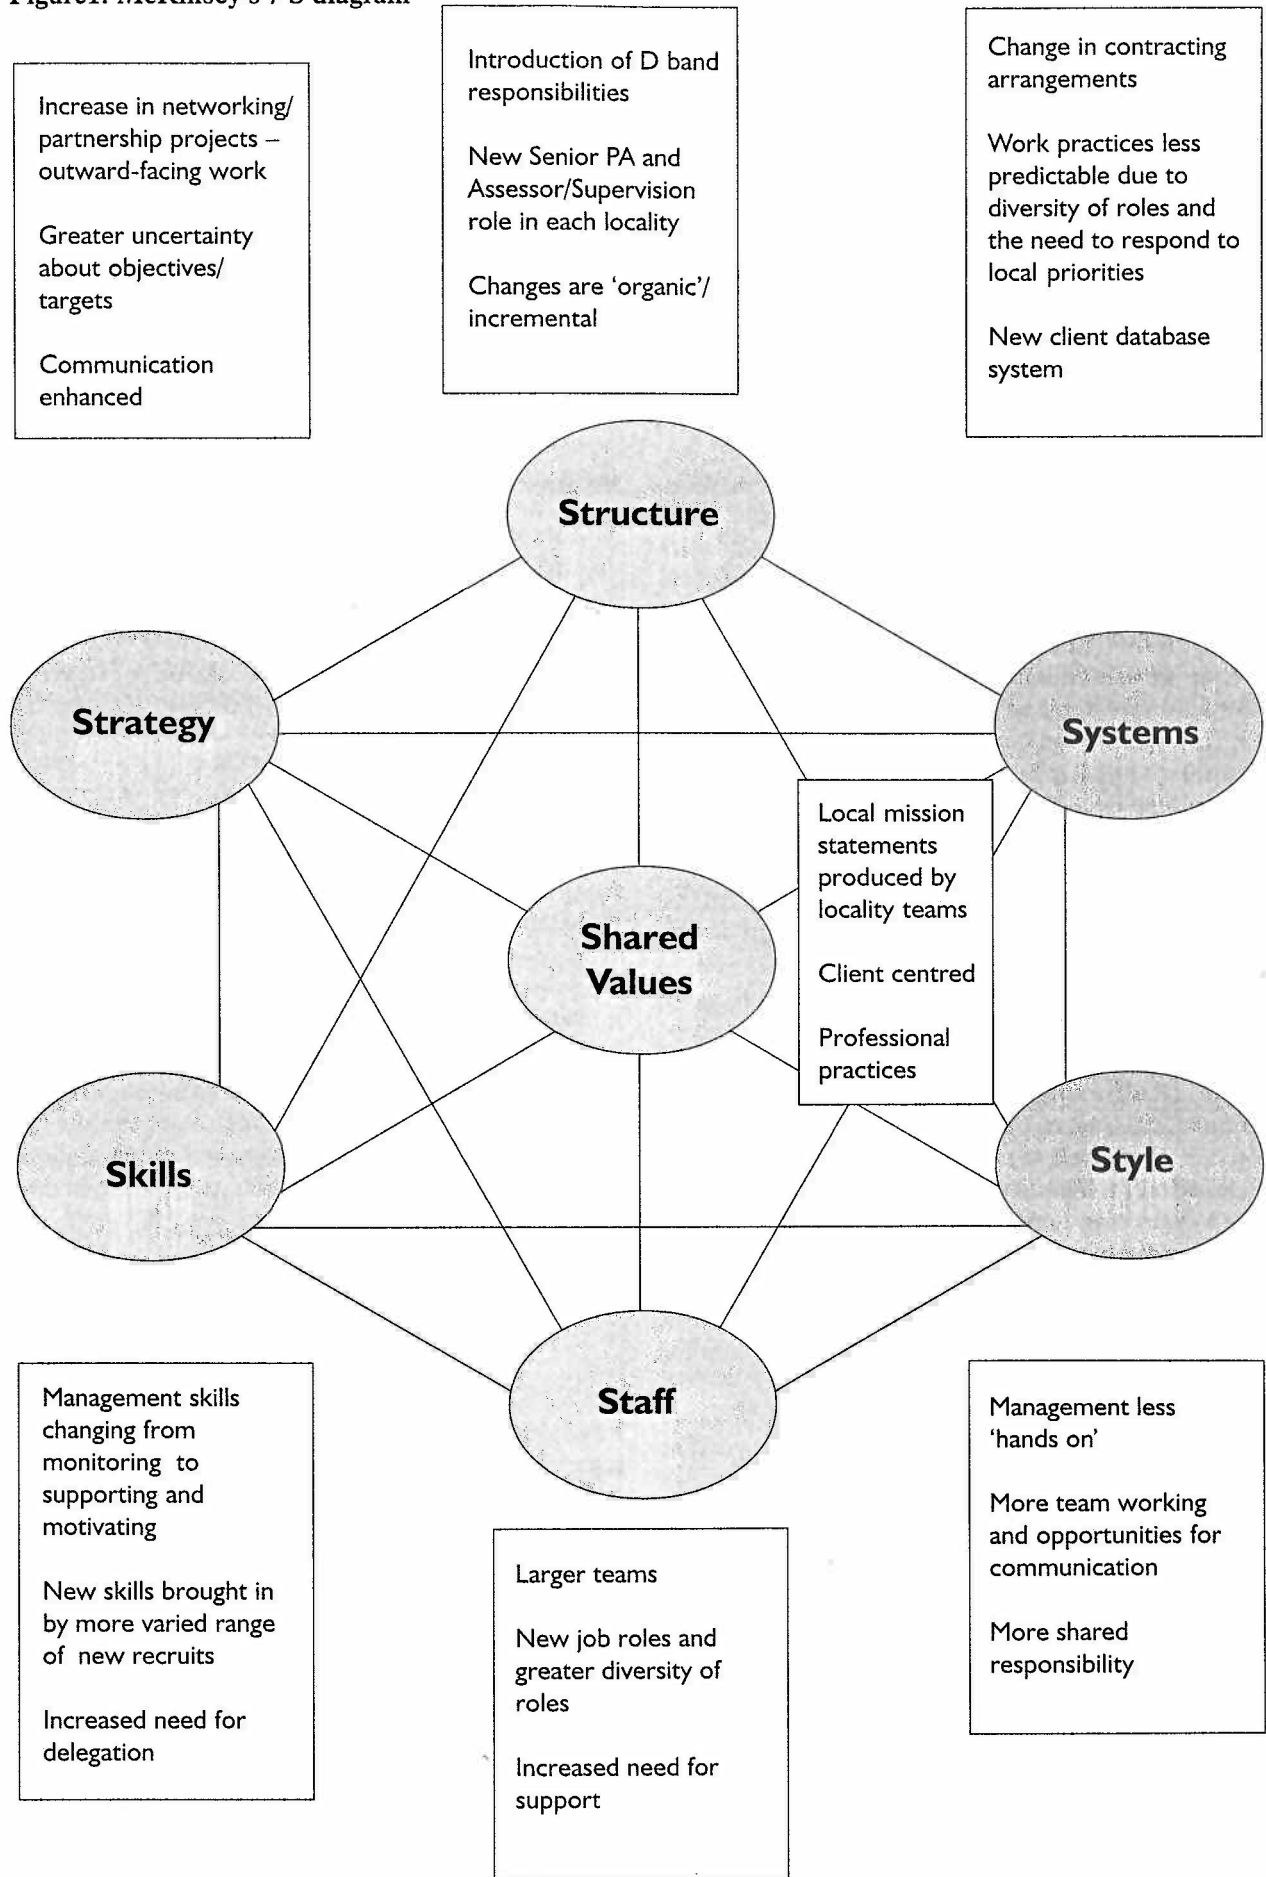 Figure1: McKinsey's 7 S diagram
Increase in networking/
partnership projects –
outward-facing work
Greater uncertainty
about objectives/
targets
Communication
enhanced
Introduction of D band
responsibilities
New Senior PA and
Assessor/Supervision
role in each locality
Changes are ‘organic’/
incremental
Change in contracting
arrangements
Work practices less
predictable due to
diversity of roles and
the need to respond to
local priorities
New client database
system
Structure
Strategy
Systems
Shared
Values
Local mission
statements
produced by
locality teams
Client centred
Professional
practices
Skills
Style
Staff
Management skills
changing from
monitoring to
supporting and
motivating
New skills brought in
by more varied range
of new recruits
Increased need for
delegation
Larger teams
New job roles and
greater diversity of
roles
Increased need for
support
Management less
‘hands on’
More team working
and opportunities for
communication
More shared
responsibility